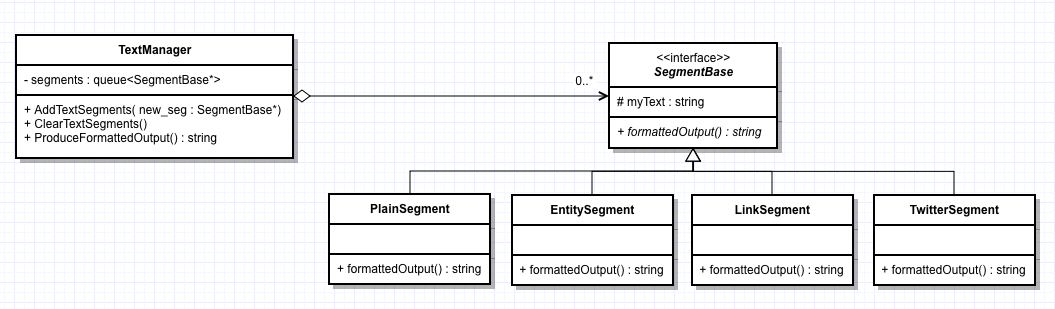 TextManager
- segments : queue<SegmentBase*>
+ AddTextSegments( new_seg : SegmentBase*)
+ ClearTextSegments()
+ ProduceFormattedOutput() : string
0..*
<<interface>>
SegmentBase
# myText : string
+ formattedOutput() : string
PlainSegment
+ formattedOutput() : string
EntitySegment
+ formattedOutput() : string
LinkSegment
+ formattedOutput() : string
TwitterSegment
+ formattedOutput() : string